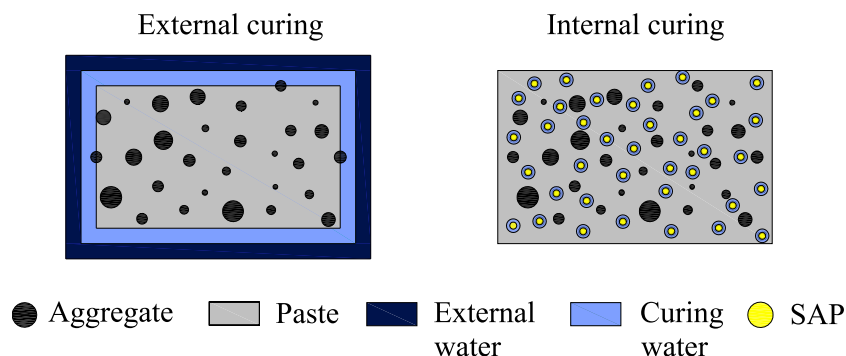 External curing
Internal curing
Aggregate
Paste
External
water
Curing
water
SAP